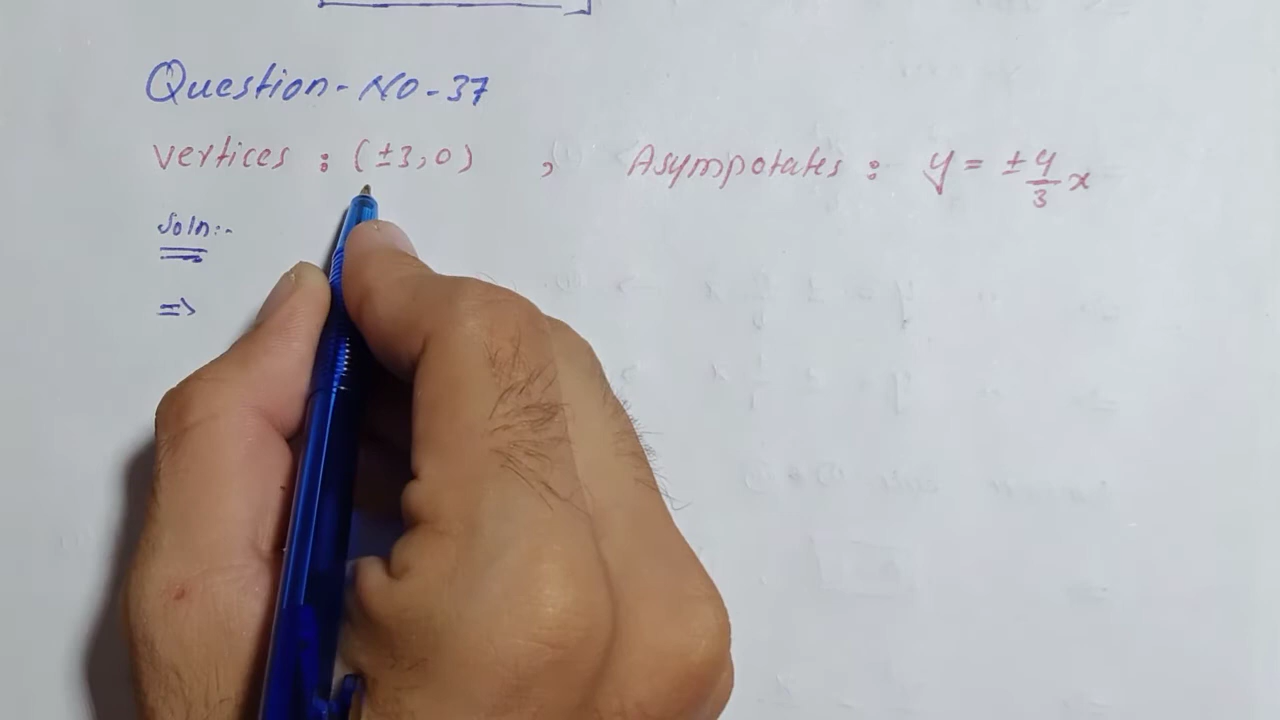 Question-No-37
vertices : (±3,0) , Asympotates : y = ±4/3 x
Soln:-
=>